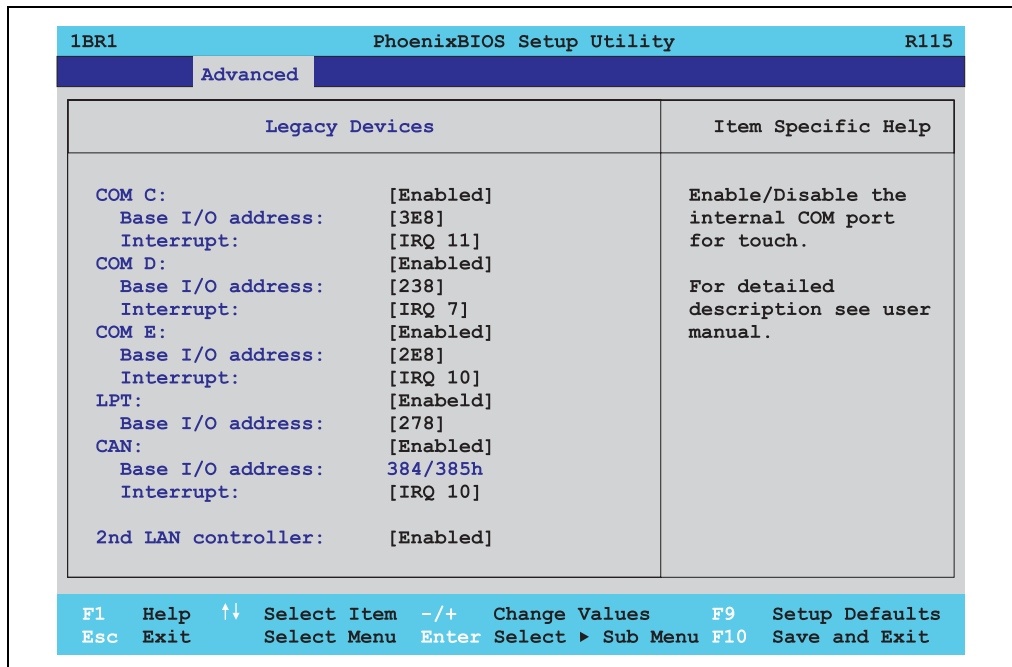 1BR1 PhoenixBIOS Setup Utility R115
Advanced
Legacy Devices
Item Specific Help
COM C: [Enabled]
Base I/O address: [3E8]
Interrupt: [IRQ 11]
COM D: [Enabled]
Base I/O address: [238]
Interrupt: [IRQ 7]
COM E: [Enabled]
Base I/O address: [2E8]
Interrupt: [IRQ 10]
LPT: [Enabeld]
Base I/O address: [278]
CAN: [Enabled]
Base I/O address: 384/385h
Interrupt: [IRQ 10]
2nd LAN controller: [Enabled]
Enable/Disable the
internal COM port
for touch.
For detailed
description see user
manual.
F1 Help ↑↓ Select Item -/+ Change Values F9 Setup Defaults
Esc Exit Select Menu Enter Select ▶ Sub Menu F10 Save and Exit